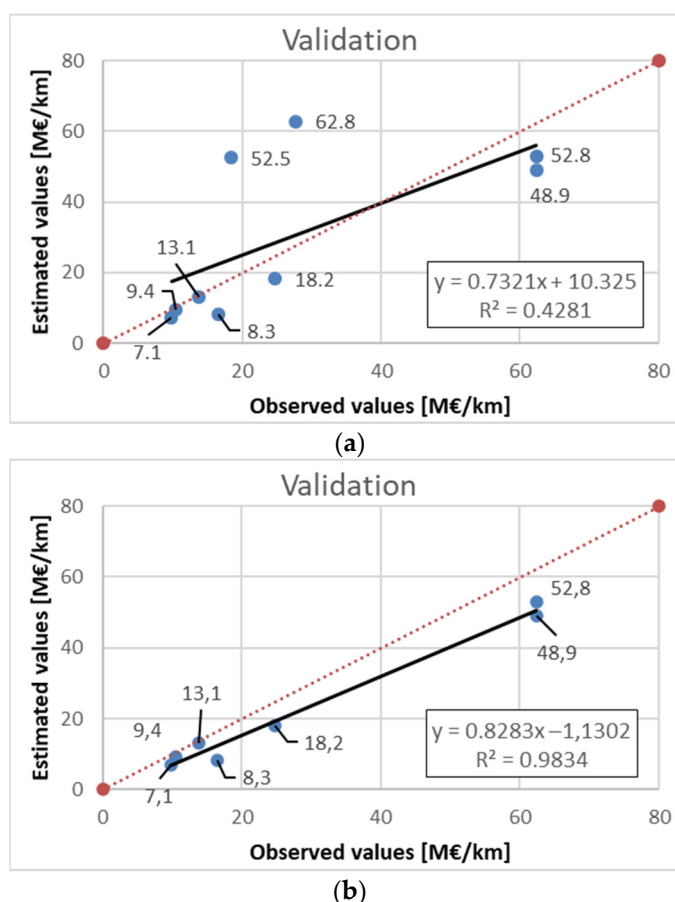 Validation
80
60
40
20
0
Estimated values [M€/km]
62.8
52.5
52.8
48.9
13.1
9.4
18.2
7.1
8.3
y = 0.7321x + 10.325
R² = 0.4281
0 20 40 60 80
Observed values [M€/km]
(a)
Validation
80
60
40
20
0
Estimated values [M€/km]
52,8
48,9
13,1
9,4
18,2
7,1
8,3
y = 0.8283x −1,1302
R² = 0.9834
0 20 40 60 80
Observed values [M€/km]
(b)